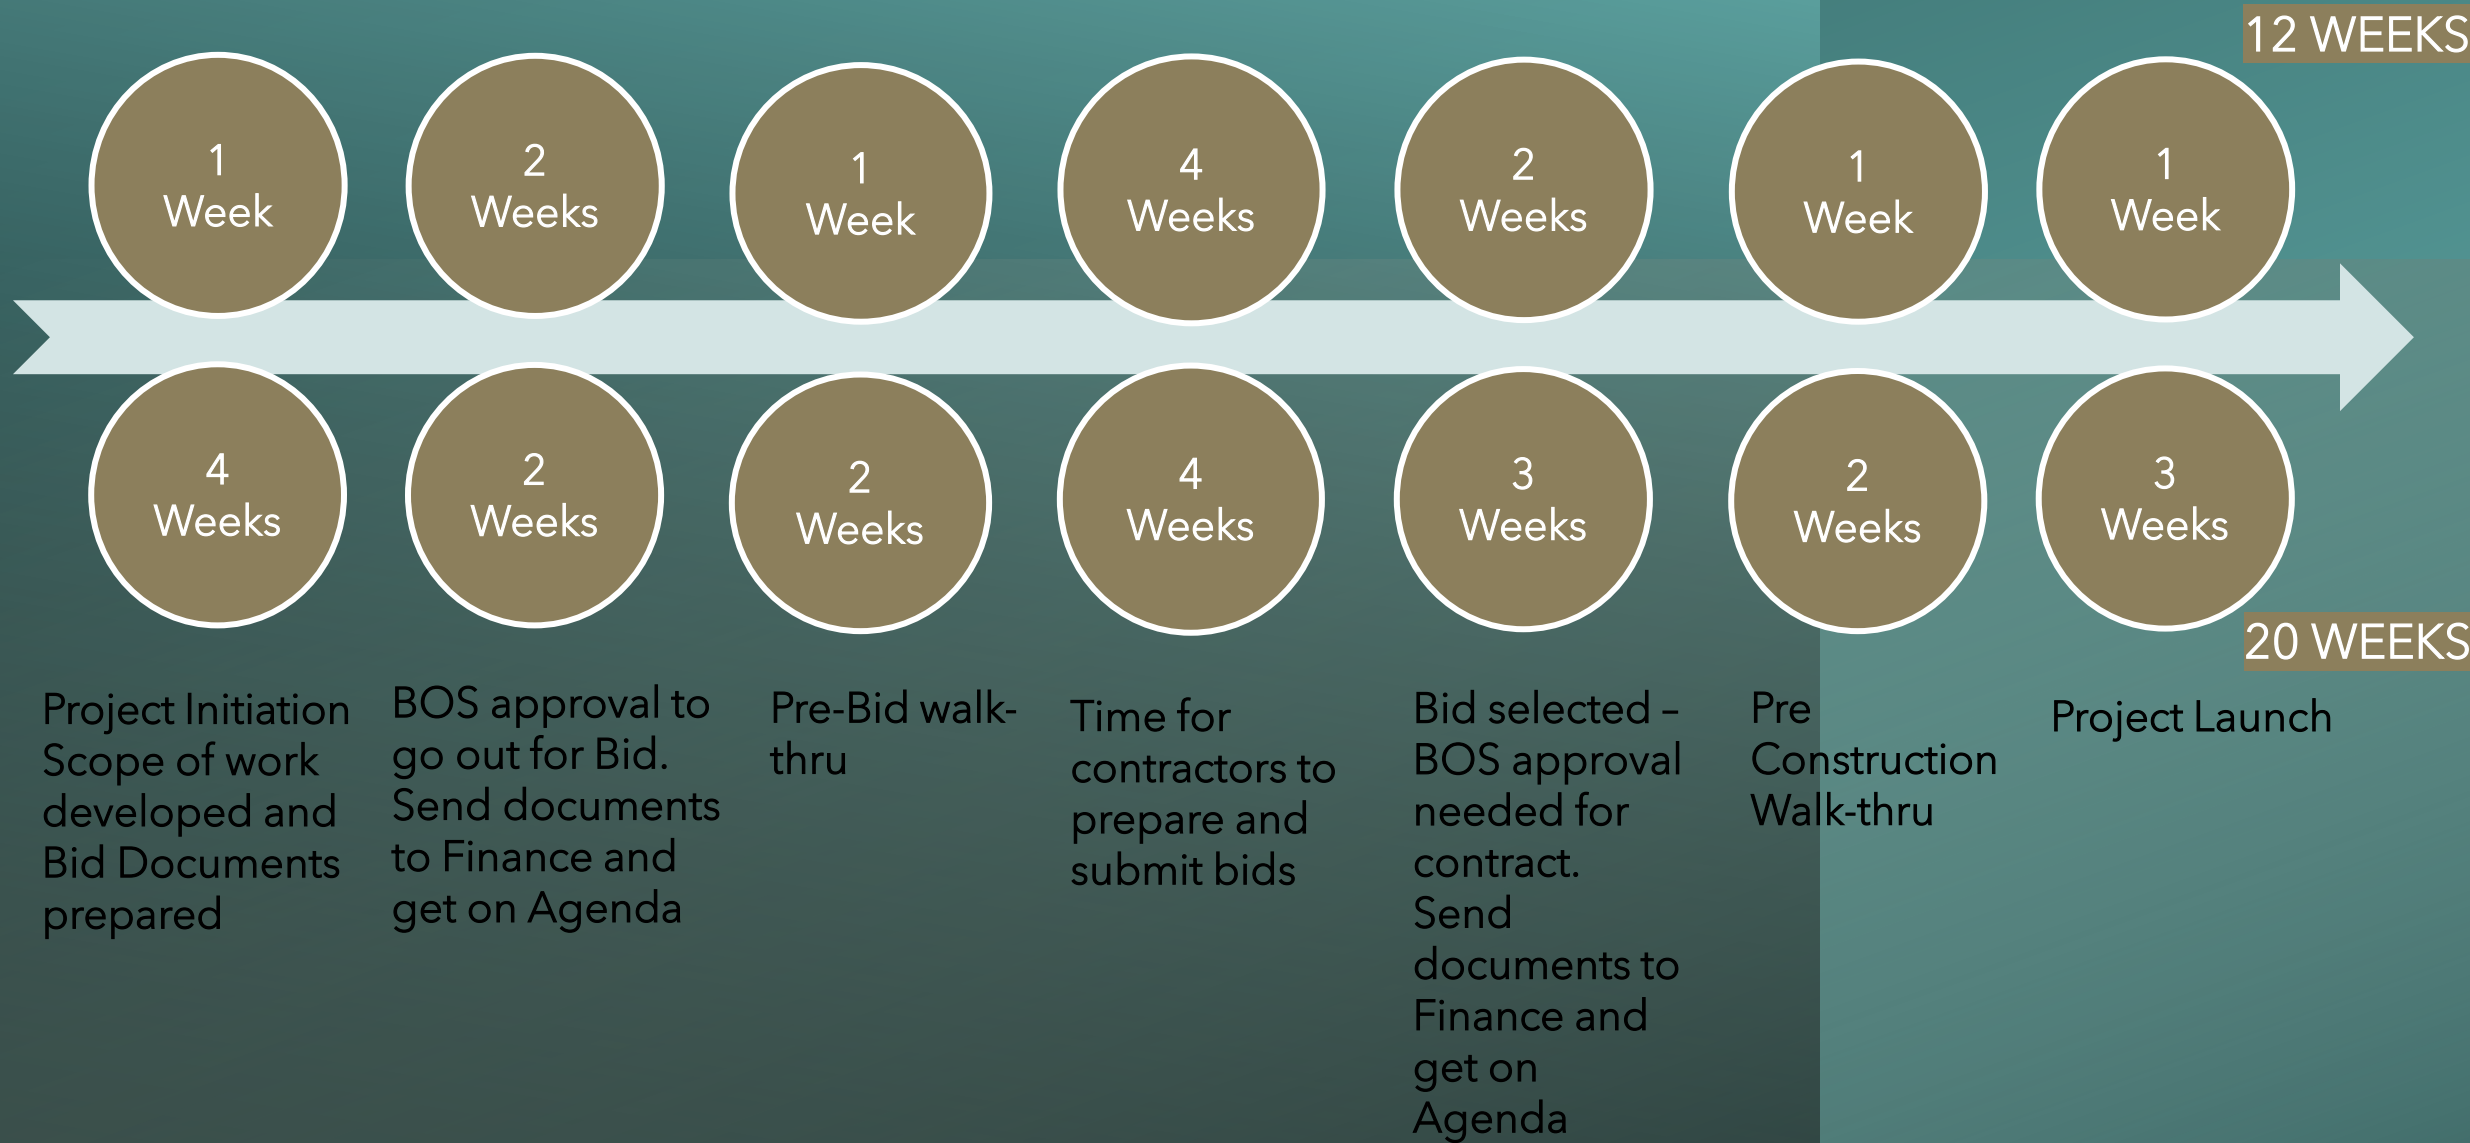 12 WEEKS
1
Week
2
Weeks
1
Week
4
Weeks
2
Weeks
1
Week
1
Week
4
Weeks
2
Weeks
2
Weeks
4
Weeks
3
Weeks
2
Weeks
3
Weeks
20 WEEKS
Project Initiation
Scope of work
developed and
Bid Documents
prepared
BOS approval to
go out for Bid.
Send documents
to Finance and
get on Agenda
Pre-Bid walk-
thru
Time for
contractors to
prepare and
submit bids
Bid selected –
BOS approval
needed for
contract.
Send
documents to
Finance and
get on
Agenda
Pre
Construction
Walk-thru
Project Launch